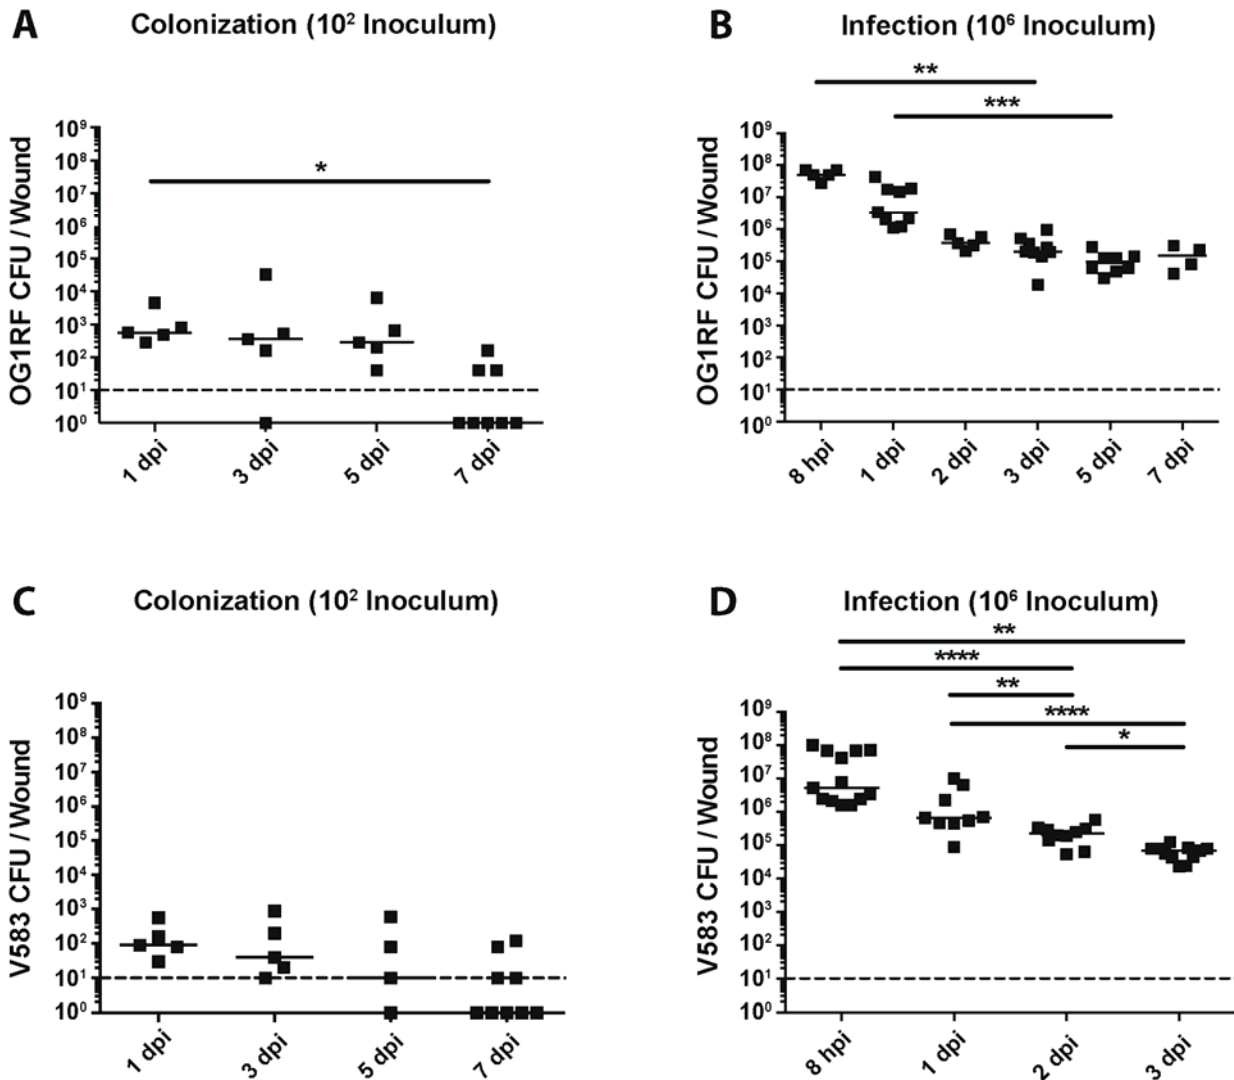 A
Colonization (10² Inoculum)
*
OG1RF CFU / Wound
10⁹
10⁸
10⁷
10⁶
10⁵
10⁴
10³
10²
10¹
10⁰
1 dpi
3 dpi
5 dpi
7 dpi
B
Infection (10⁶ Inoculum)
**
***
OG1RF CFU / Wound
10⁹
10⁸
10⁷
10⁶
10⁵
10⁴
10³
10²
10¹
10⁰
8 hpi
1 dpi
2 dpi
3 dpi
5 dpi
7 dpi
C
Colonization (10² Inoculum)
V583 CFU / Wound
10⁹
10⁸
10⁷
10⁶
10⁵
10⁴
10³
10²
10¹
10⁰
1 dpi
3 dpi
5 dpi
7 dpi
D
Infection (10⁶ Inoculum)
**
****
**
****
*
V583 CFU / Wound
10⁹
10⁸
10⁷
10⁶
10⁵
10⁴
10³
10²
10¹
10⁰
8 hpi
1 dpi
2 dpi
3 dpi